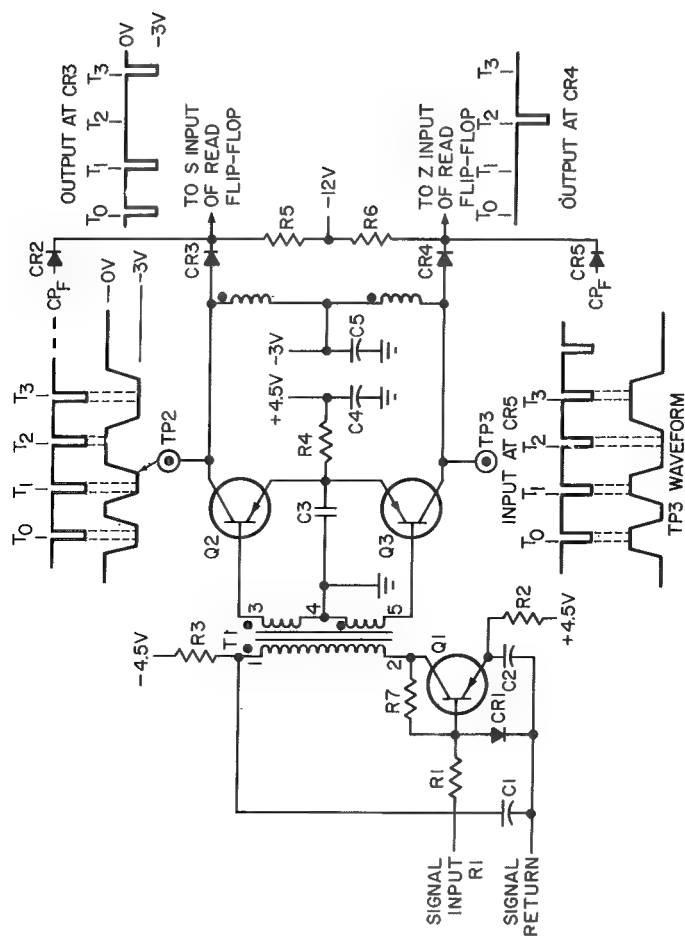 T0 T1 T2 T3
CPF CR2
—OV
—3V
OUTPUT AT CR3
T0 T1 T2 T3
—OV
—3V
TO S INPUT
OF READ
FLIP-FLOP
TP2
CR3
R5
-12V
R6
-3V
C5
+4.5V
C4
R4
Q2
C3
Q3
-4.5V
R3
T1
1
2
3
4
5
R7
Q1
R2
+4.5V
C2
CR1
R1
C1
SIGNAL
INPUT
R1
SIGNAL
RETURN
TP3
CR4
TO Z INPUT
OF READ
FLIP-FLOP
CR5
CPF
INPUT AT CR5
T0 T1 T2 T3
TP3 WAVEFORM
T0 T1 T2 T3
OUTPUT AT CR4